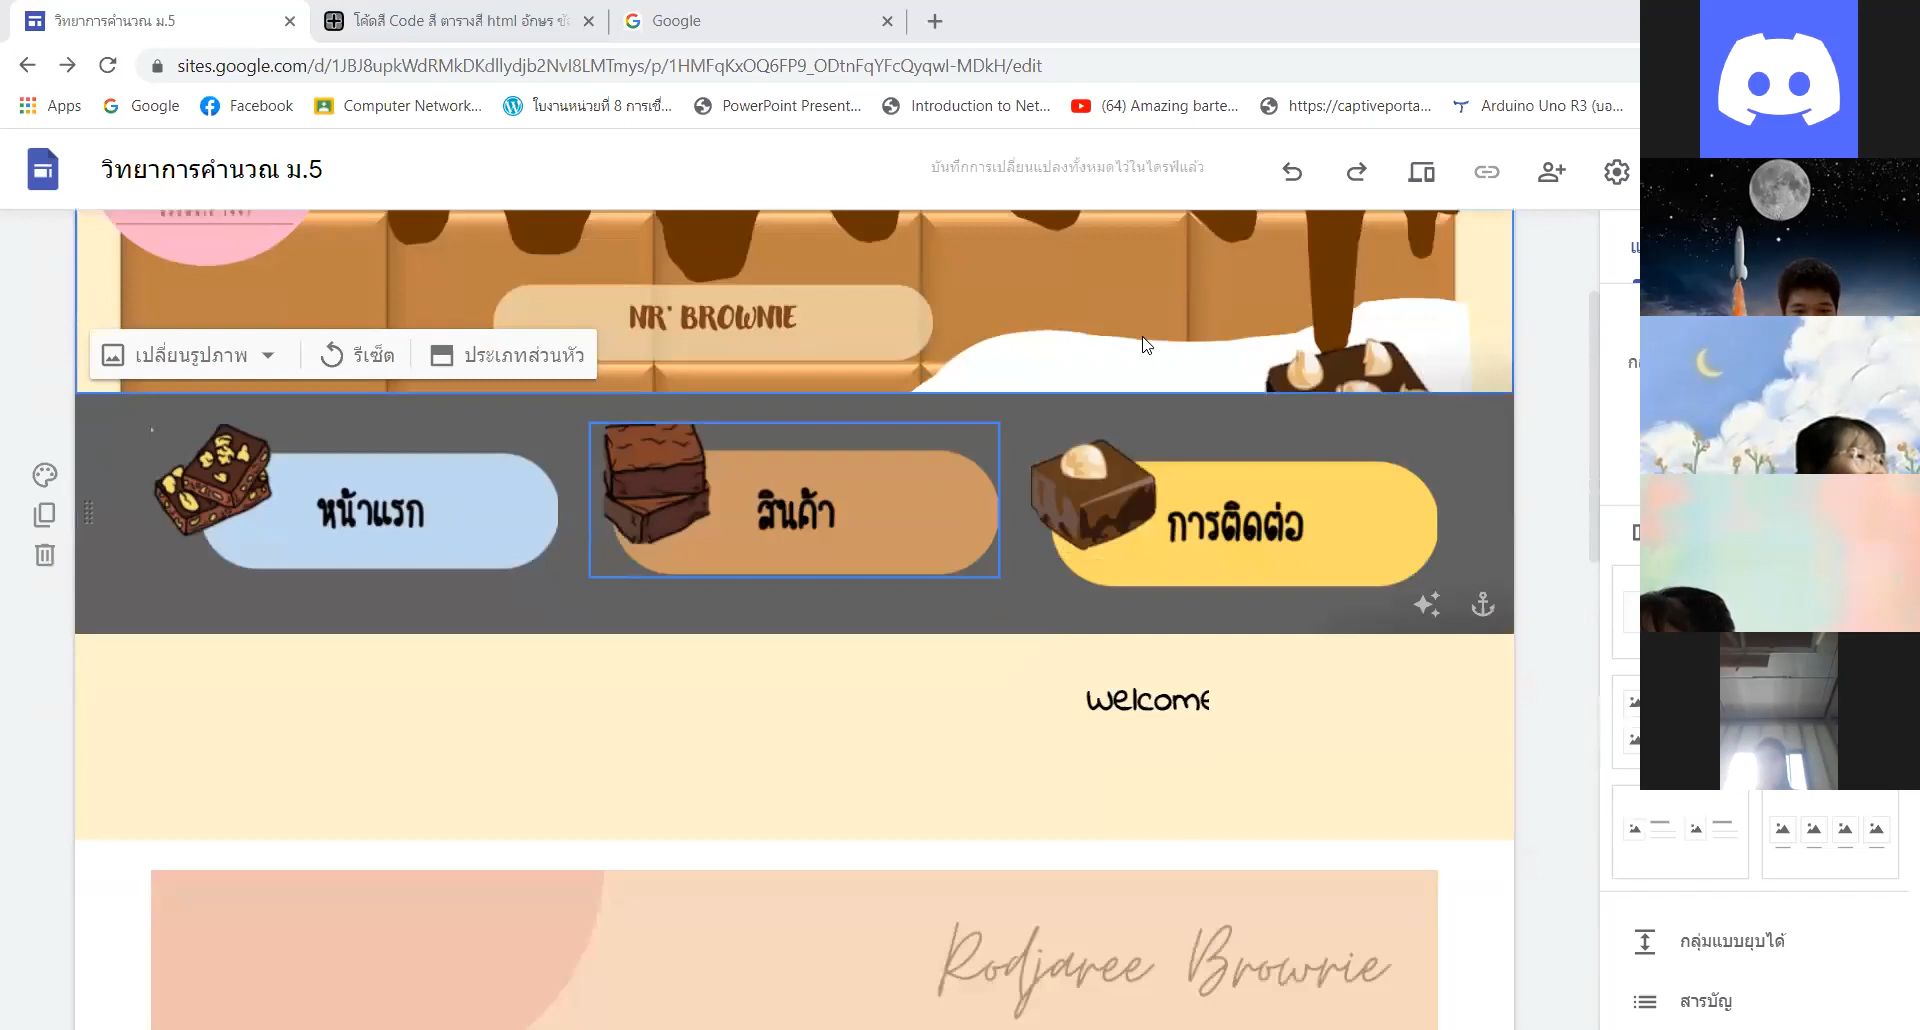 วิทยาการคำนวณ ม.5
โค้ดสี Code สี ตารางสี html อักษร
Google
sites.google.com/d/1JBJ8upkWdRMkDKdllydjb2NvI8LMTmys/p/1HMFqKxOQ6FP9_ODtnFqYFcQyqwI-MDkH/edit
Apps
Google
Facebook
Computer Network...
ใบงานหน่วยที่ 8 การเชื่...
PowerPoint Present...
Introduction to Net...
(64) Amazing barte...
https://captiveporta...
Arduino Uno R3 (บอ...
วิทยาการคำนวณ ม.5
บันทึกการเปลี่ยนแปลงทั้งหมดไว้ในไดรฟ์แล้ว
BROWNIE 1997
NR' BROWNIE
เปลี่ยนรูปภาพ
รีเซ็ต
ประเภทส่วนหัว
หน้าแรก
สินค้า
การติดต่อ
welcome
Rodjaree Brownie
กลุ่มแบบยุบได้
สารบัญ